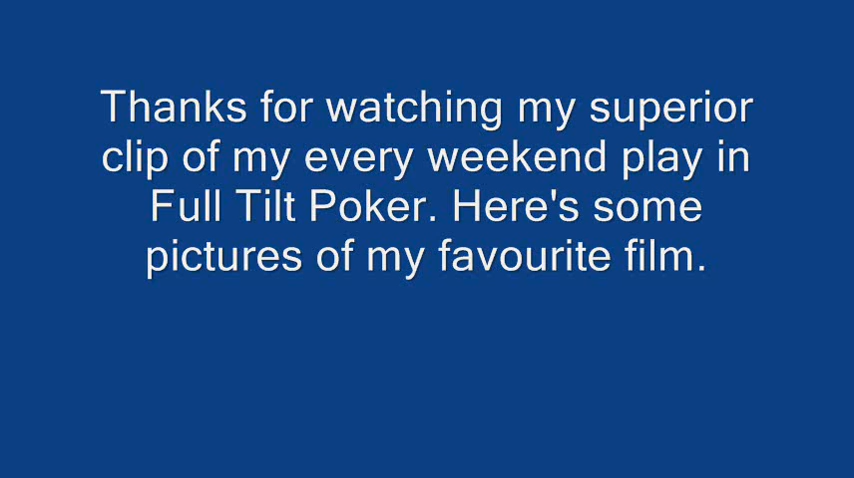 Thanks for watching my superior
clip of my every weekend play in
Full Tilt Poker. Here's some
pictures of my favourite film.